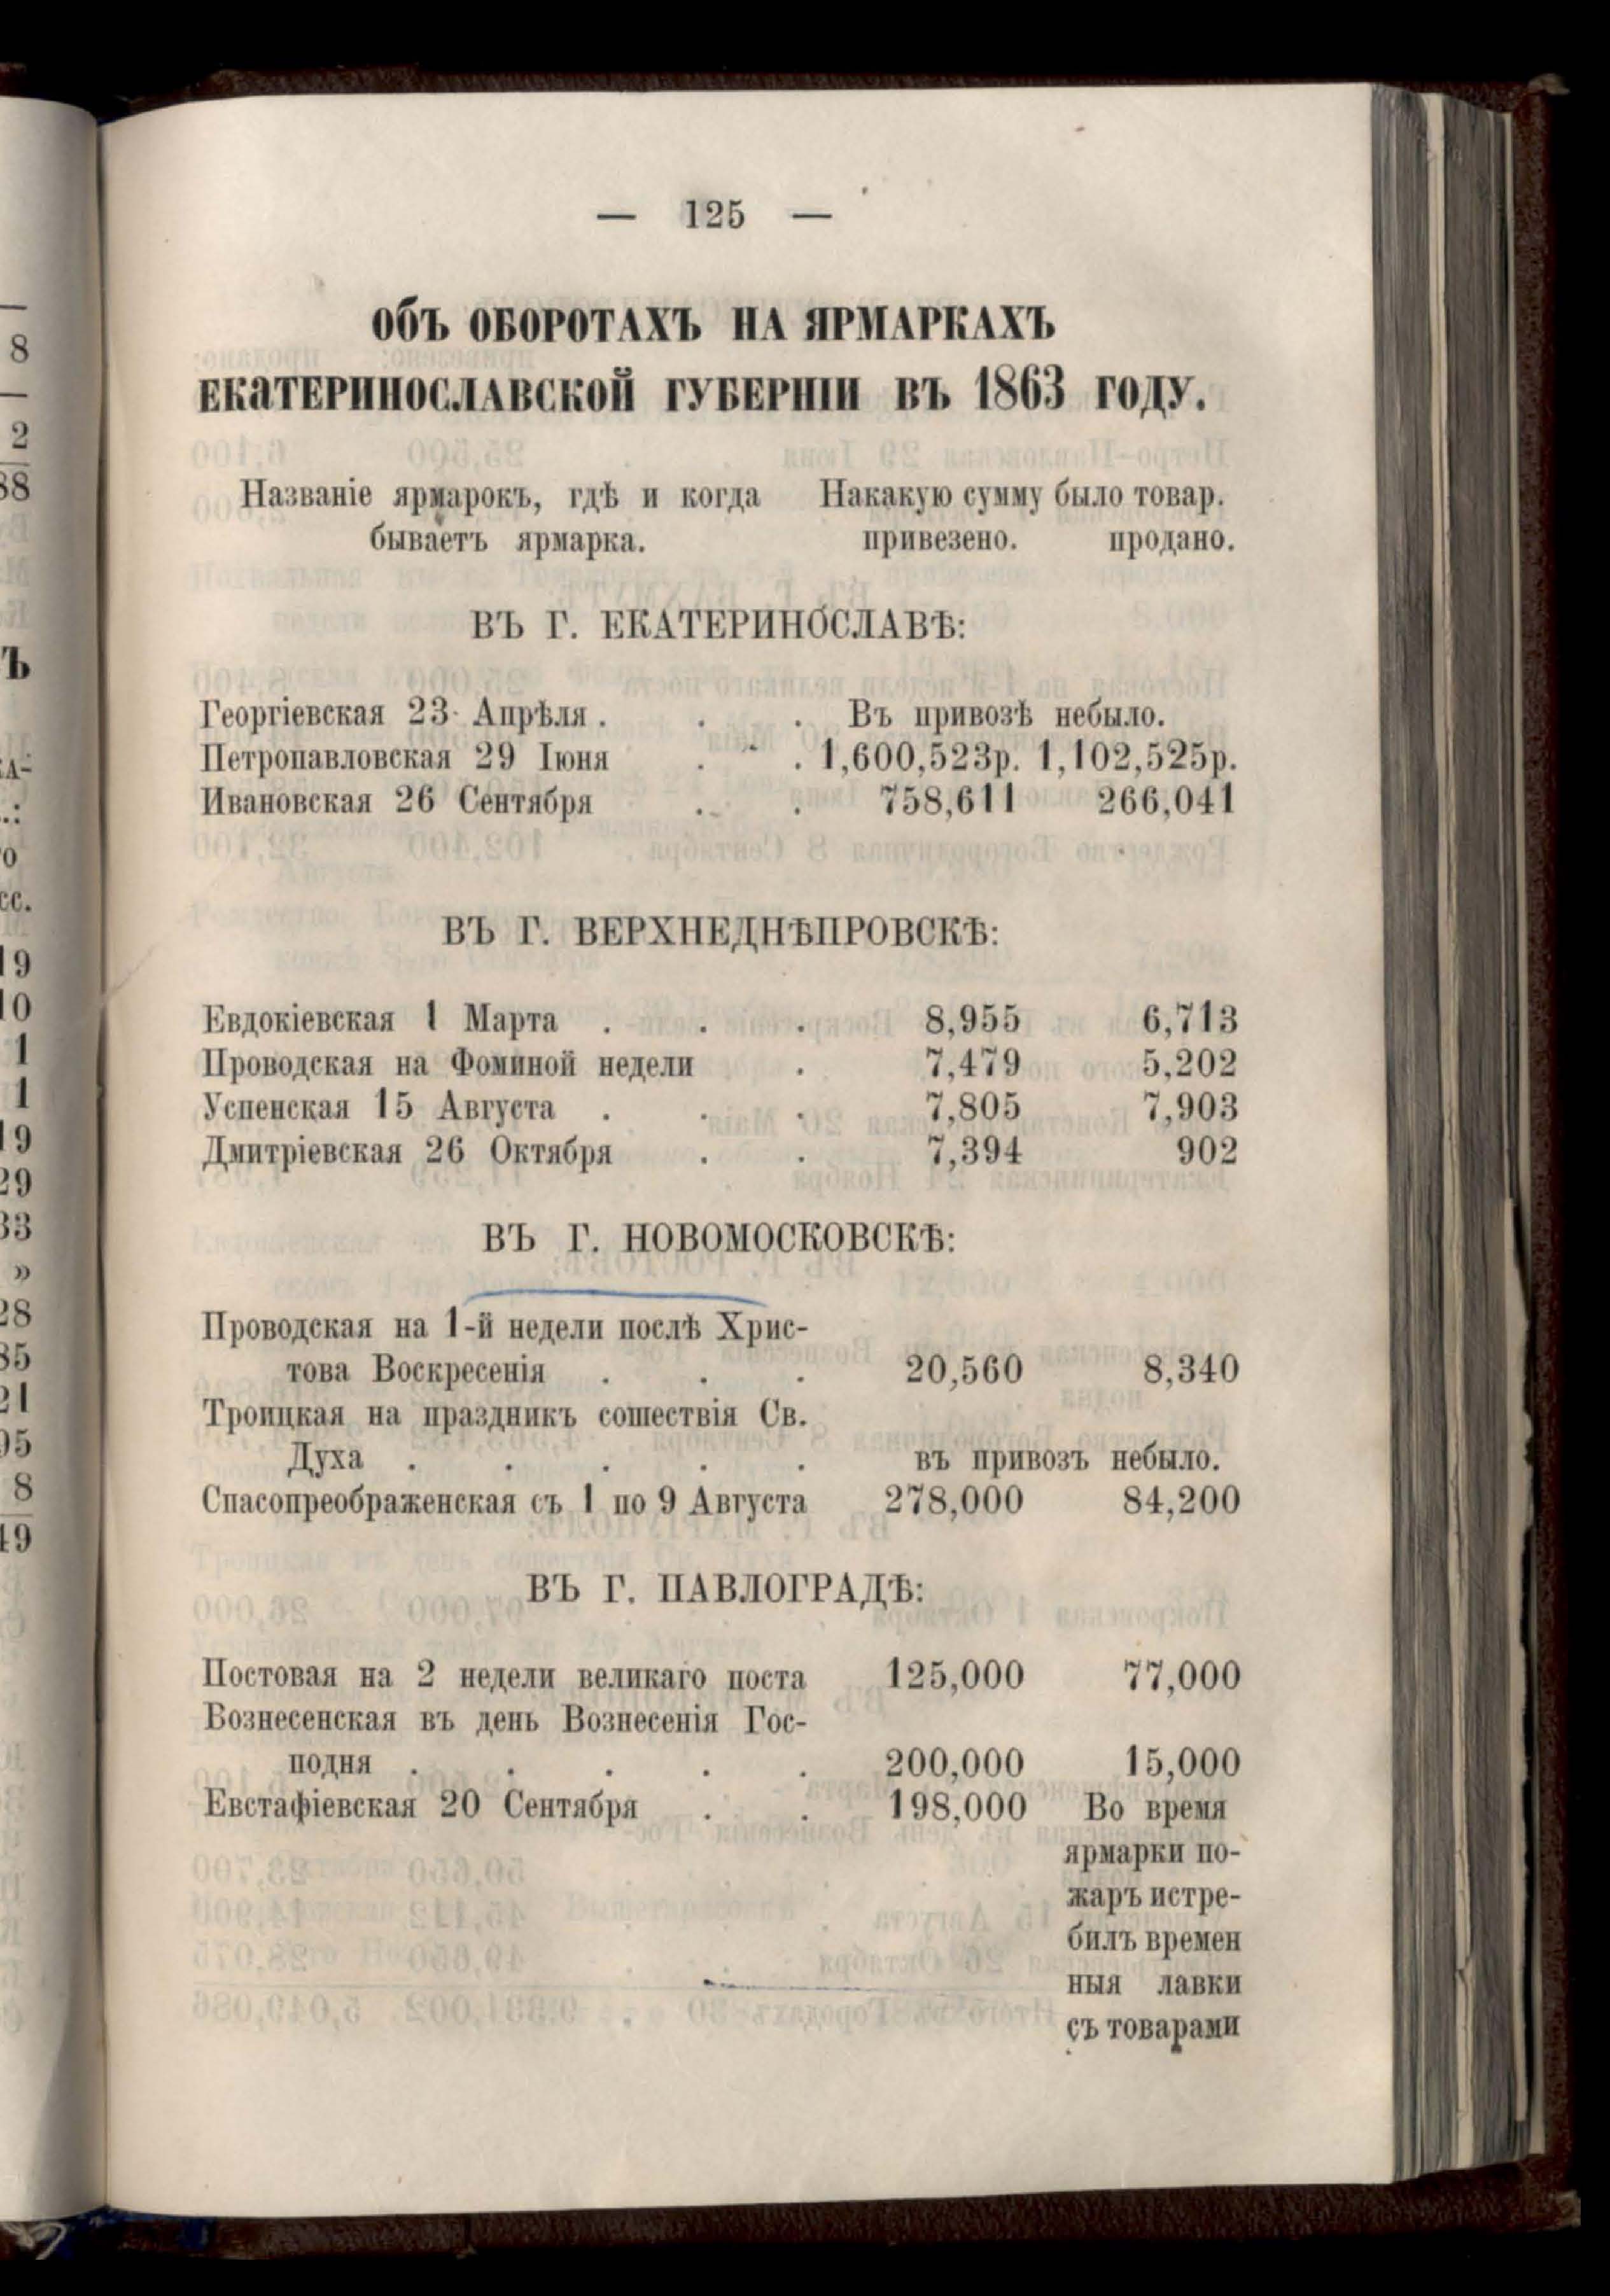 — 125 —
ОБЪ ОБОРОТАХЪ НА ЯРМАРКАХЪ
ЕКАТЕРИНОСЛАВСКОЙ ГУБЕРНІИ ВЪ 1863 ГОДУ.
Названіе ярмарокъ, гдѣ и когда Накакую сумму было товар.
бываетъ ярмарка. привезено. продано.
ВЪ Г. ЕКАТЕРИНОСЛАВѢ:
Георгіевская 23 Апрѣля . . . Въ привозѣ небыло.
Петропавловская 29 Іюня . . 1,600,523р. 1,102,525р.
Ивановская 26 Сентября . . 758,611 266,041
ВЪ Г. ВЕРХНЕДНѢПРОВСКѢ:
Евдокіевская 1 Марта . . . 8,955 6,713
Проводская на Фоминой недели . 7,479 5,202
Успенская 15 Августа . . . 7,805 7,903
Дмитріевская 26 Октября . . 7,394 902
ВЪ Г. НОВОМОСКОВСКѢ:
Проводская на 1-й недели послѣ Хрис-
това Воскресенія . . . 20,560 8,340
Троицкая на праздникъ сошествія Св.
Духа . . . . . въ привозъ небыло.
Спасопреображенская съ 1 по 9 Августа 278,000 84,200
ВЪ Г. ПАВЛОГРАДѢ:
Постовая на 2 недели великаго поста 125,000 77,000
Вознесенская въ день Вознесенія Гос-
подня . . . . . 200,000 15,000
Евстафіевская 20 Сентября . . 198,000 Во время
ярмарки по-
жаръ истре-
билъ времен
ныя лавки
съ товарами